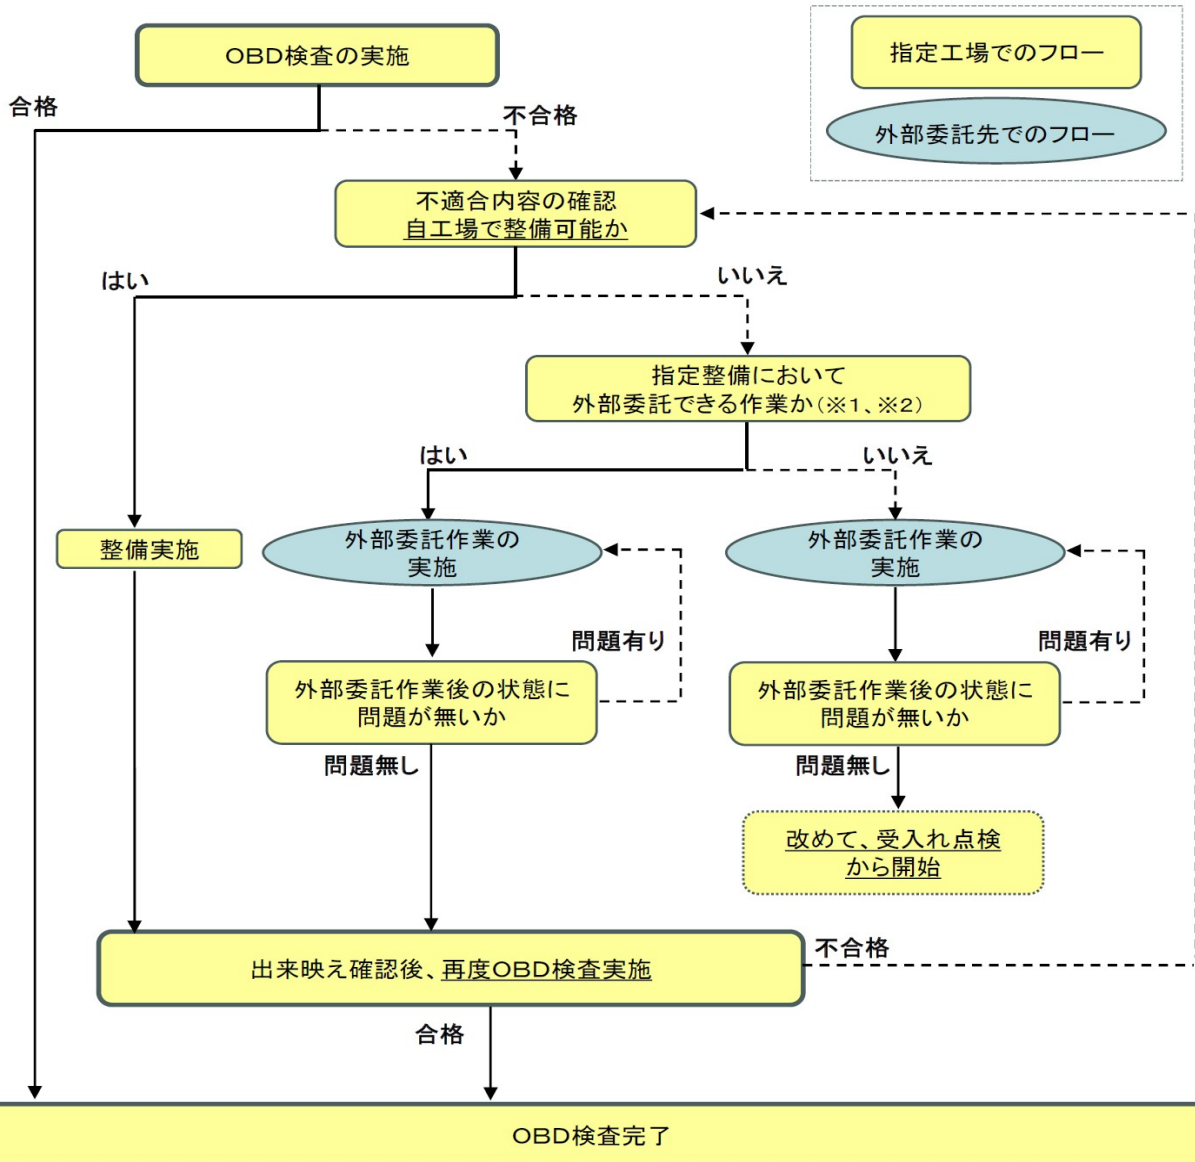 OBD検査の実施
指定工場でのフロー
外部委託先でのフロー
合格
不合格
不適合内容の確認
自工場で整備可能か
はい
いいえ
指定整備において
外部委託できる作業か(※1、※2)
はい
いいえ
整備実施
外部委託作業の
実施
外部委託作業の
実施
問題有り
問題有り
外部委託作業後の状態に
問題が無いか
外部委託作業後の状態に
問題が無いか
問題無し
問題無し
改めて、受入れ点検
から開始
出来映え確認後、再度OBD検査実施
不合格
合格
OBD検査完了